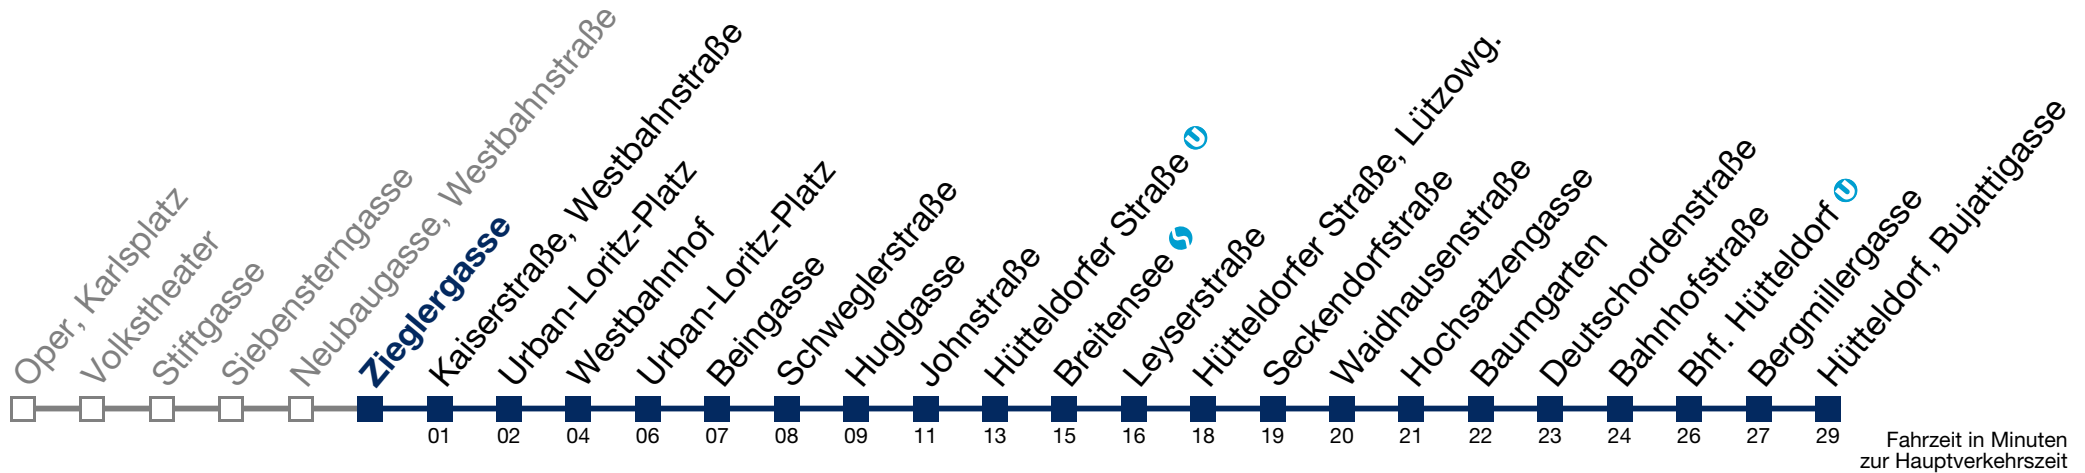 Oper, Karlsplatz
Volkstheater
Stiftgasse
Siebensterngasse
Neubaugasse, Westbahnstraße
Zieglergasse
Kaiserstraße, Westbahnstraße
Urban-Loritz-Platz
Westbahnhof
Urban-Loritz-Platz
Beingasse
Schweglerstraße
Huglgasse
Johnstraße
Hütteldorfer Straße U
Breitensee S
Leyserstraße
Hütteldorfer Straße, Lützowg.
Seckendorfstraße
Waidhausenstraße
Hochsatzengasse
Baumgarten
Deutschordenstraße
Bahnhofstraße
Bhf. Hütteldorf U
Bergmillergasse
Hütteldorf, Bujattigasse
01 02 04 06 07 08 09 11 13 15 16 18 19 20 21 22 23 24 26 27 29
Fahrzeit in Minuten
zur Hauptverkehrszeit